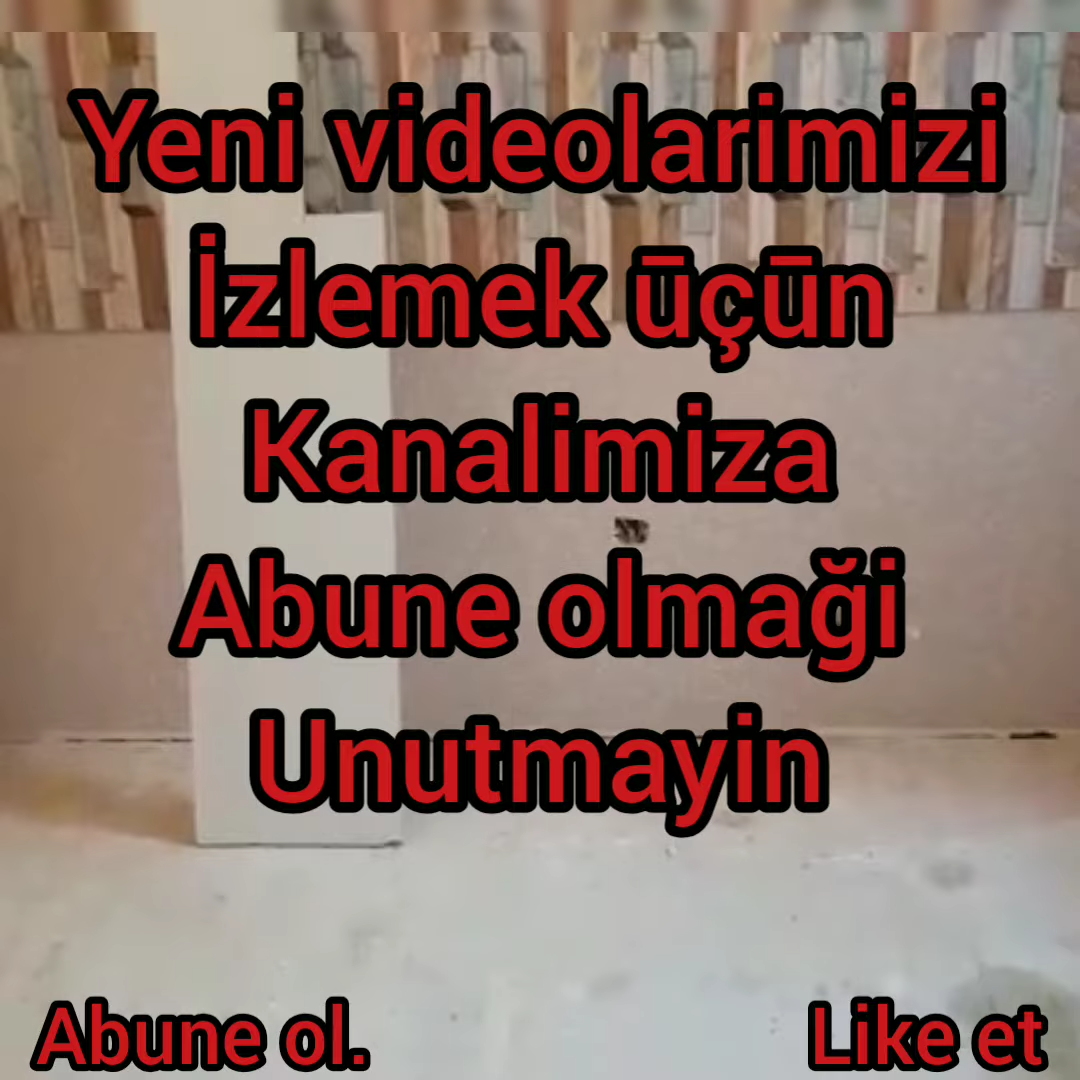 Yeni videolarimizi
İzlemek ūçūn
Kanalimiza
Abune olmaği
Unutmayin
Abune ol.
Like et